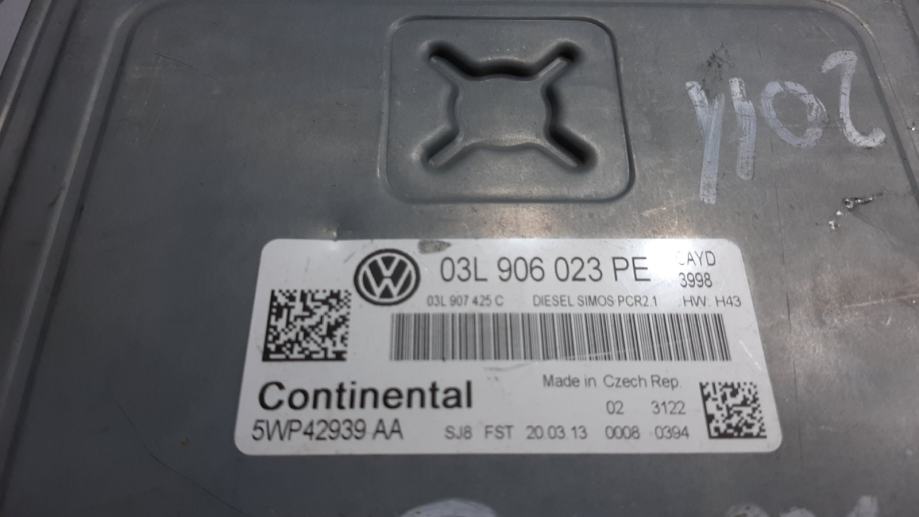 03L 906 023 PE CAYD
3998
03L 907 425 C DIESEL SIMOS PCR2.1 HW: H43
Continental
Made in Czech Rep.
02 3122
5WP42939 AA SJ8 FST 20.03.13 0008 0394